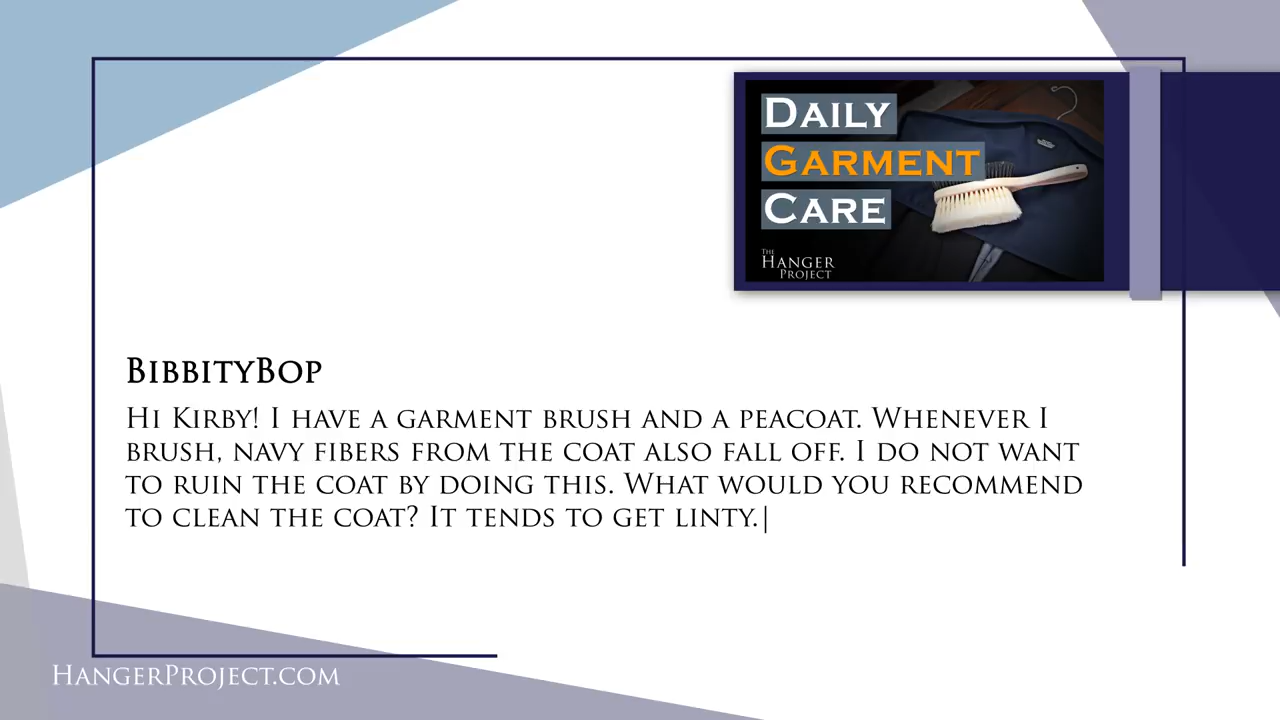 DAILY
GARMENT
CARE
THE
HANGER
PROJECT
BIBBITYBOP
HI KIRBY! I HAVE A GARMENT BRUSH AND A PEACOAT. WHENEVER I
BRUSH, NAVY FIBERS FROM THE COAT ALSO FALL OFF. I DO NOT WANT
TO RUIN THE COAT BY DOING THIS. WHAT WOULD YOU RECOMMEND
TO CLEAN THE COAT? IT TENDS TO GET LINTY.|
HANGERPROJECT.COM